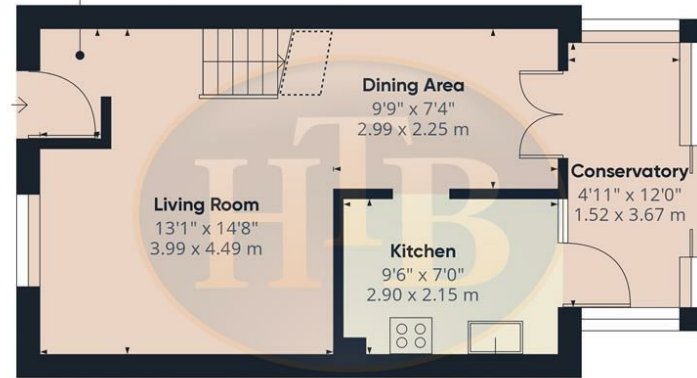 Dining Area
9'9" x 7'4"
2.99 x 2.25 m
Conservatory
4'11" x 12'0"
1.52 x 3.67 m
Living Room
13'1" x 14'8"
3.99 x 4.49 m
Kitchen
9'6" x 7'0"
2.90 x 2.15 m
HTB